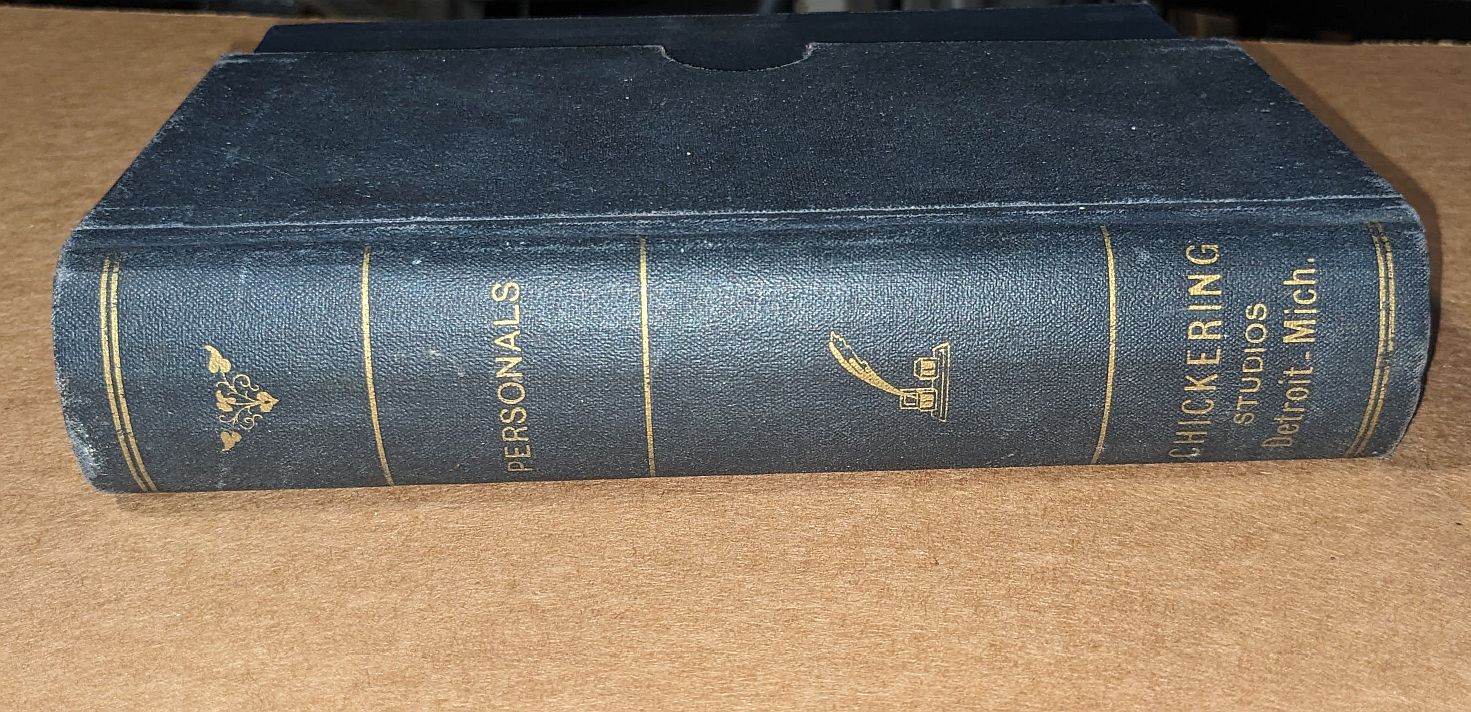 PERSONALS
CHICKERING
STUDIOS
Detroit-Mich.